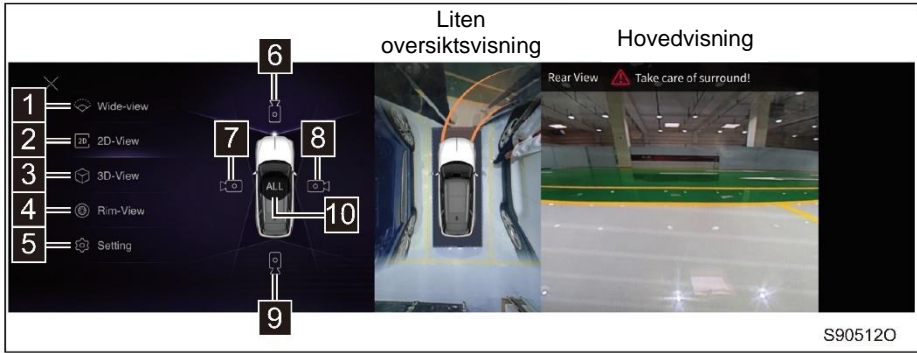 Liten
oversiktsvisning
Hovedvisning
6
Rear View Take care of surround!
1 Wide-view
2 2D 2D-View
7
8
3 3D-View
ALL
4 Rim-View
10
5 Setting
9
S90512O